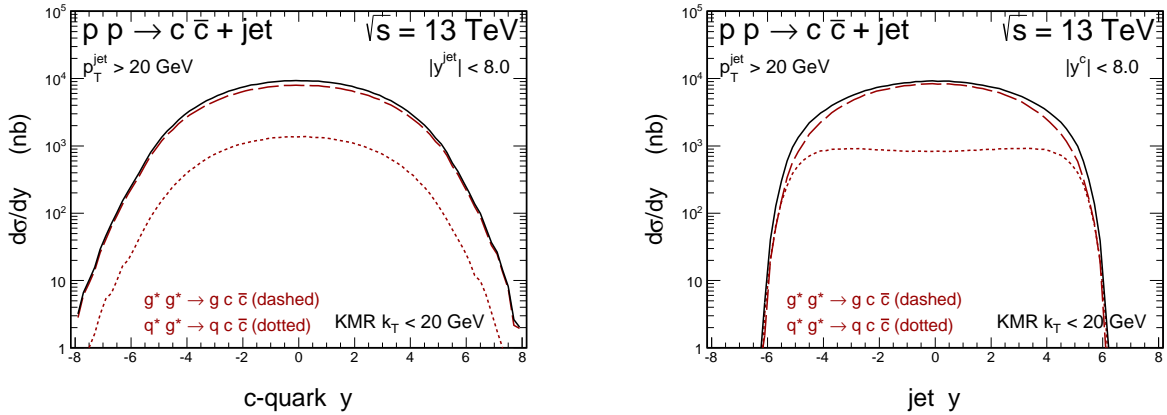 p p → c c̅ + jet √s = 13 TeV
p_T^jet > 20 GeV |y^jet| < 8.0
g* g* → g c c̅ (dashed)
q* g* → q c c̅ (dotted)
KMR k_T < 20 GeV
dσ/dy (nb)
10^5
10^4
10^3
10^2
10
1
-8 -6 -4 -2 0 2 4 6 8
c-quark y
p p → c c̅ + jet √s = 13 TeV
p_T^jet > 20 GeV |y^c| < 8.0
g* g* → g c c̅ (dashed)
q* g* → q c c̅ (dotted)
KMR k_T < 20 GeV
dσ/dy (nb)
10^5
10^4
10^3
10^2
10
1
-8 -6 -4 -2 0 2 4 6 8
jet y